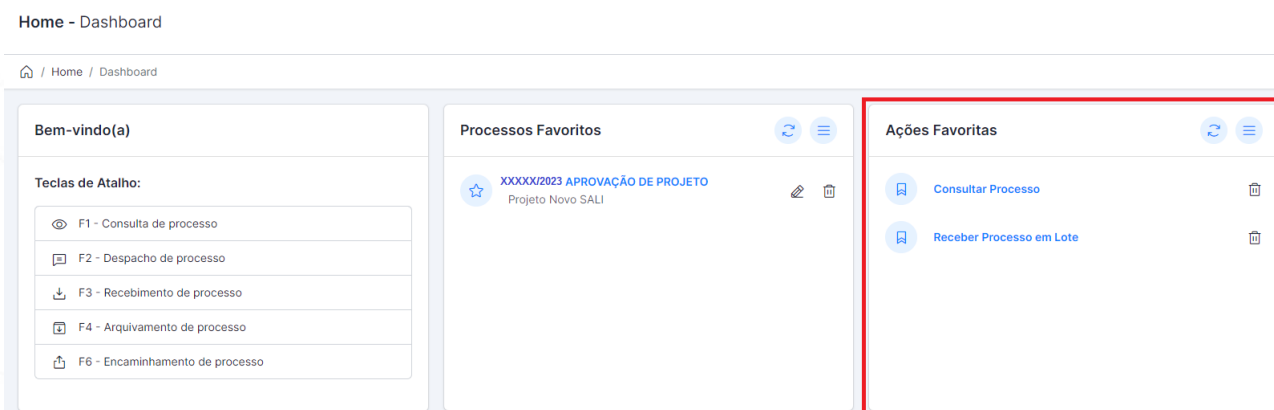 Home - Dashboard
/ Home / Dashboard
Bem-vindo(a)
Teclas de Atalho:
F1 - Consulta de processo
F2 - Despacho de processo
F3 - Recebimento de processo
F4 - Arquivamento de processo
F6 - Encaminhamento de processo
Processos Favoritos
XXXXX/2023 APROVAÇÃO DE PROJETO
Projeto Novo SALI
Ações Favoritas
Consultar Processo
Receber Processo em Lote